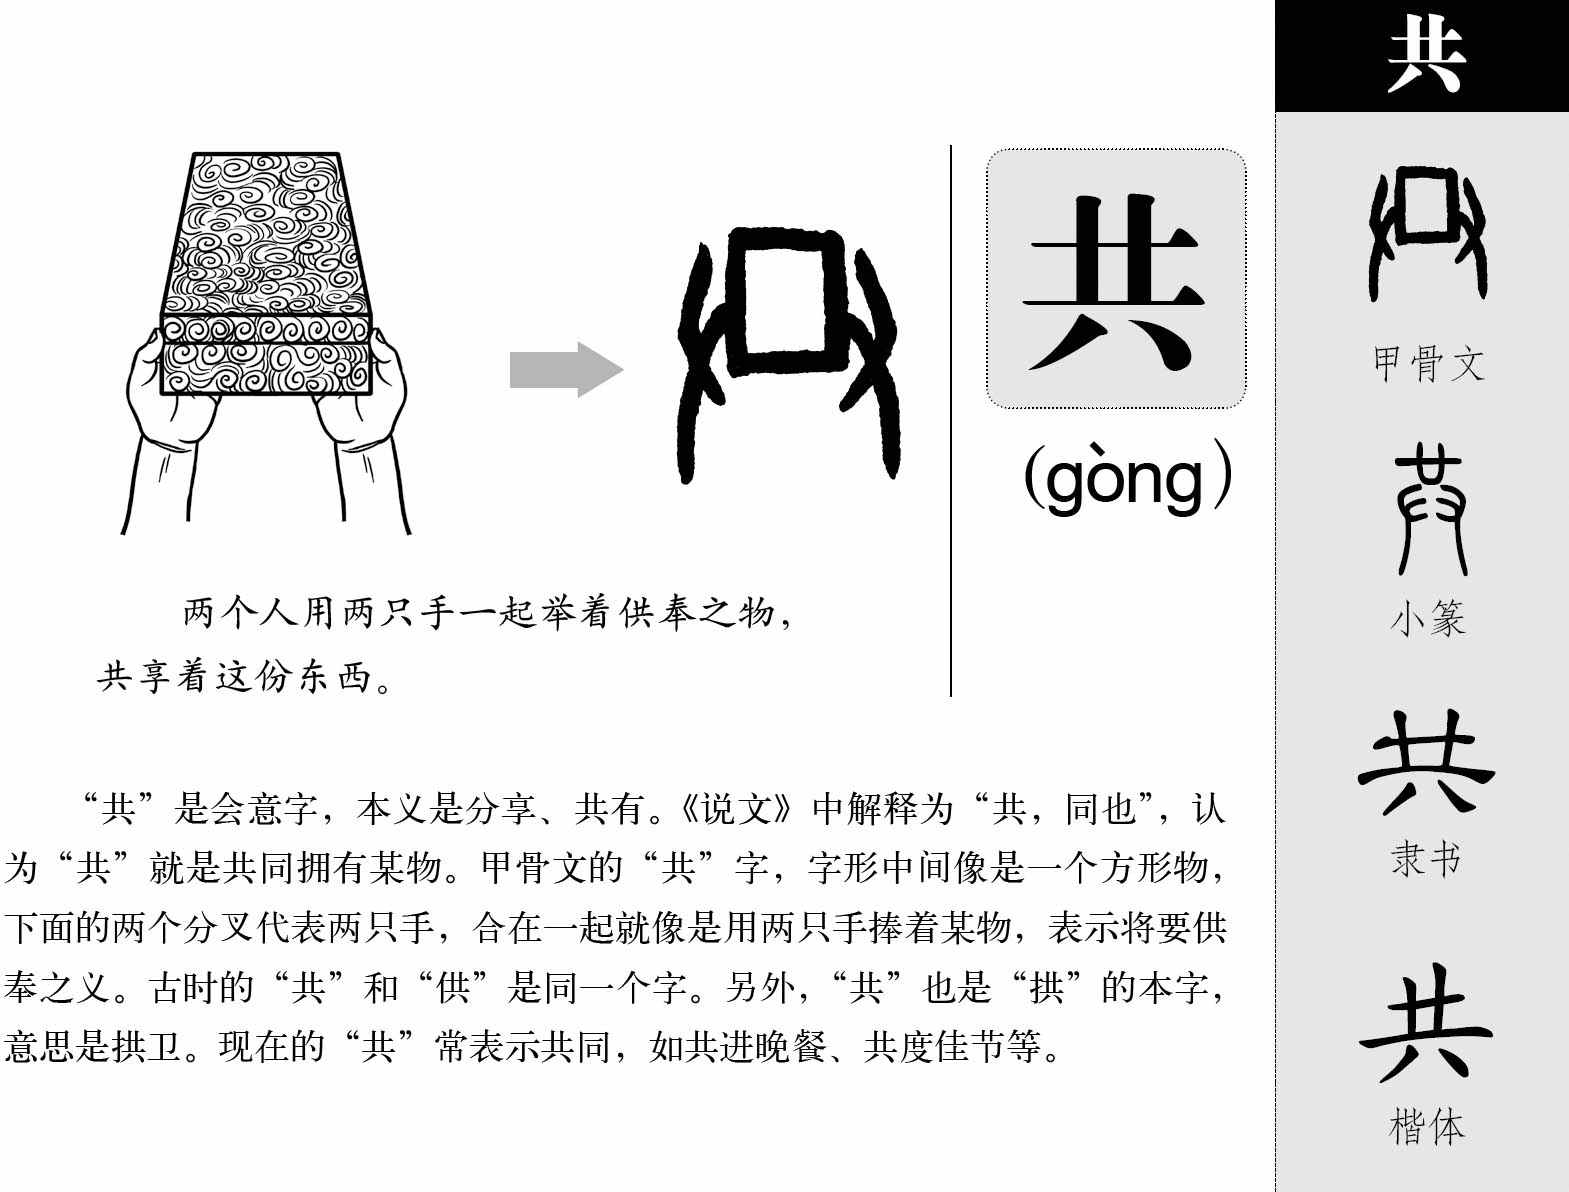 共
共
(gòng)
两个人用两只手一起举着供奉之物，
共享着这份东西。
“共”是会意字，本义是分享、共有。《说文》中解释为“共，同也”，认
为“共”就是共同拥有某物。甲骨文的“共”字，字形中间像是一个方形物，
下面的两个分叉代表两只手，合在一起就像是用两只手捧着某物，表示将要供
奉之义。古时的“共”和“供”是同一个字。另外，“共”也是“拱”的本字，
意思是拱卫。现在的“共”常表示共同，如共进晚餐、共度佳节等。
甲骨文
小篆
共
隶书
共
楷体